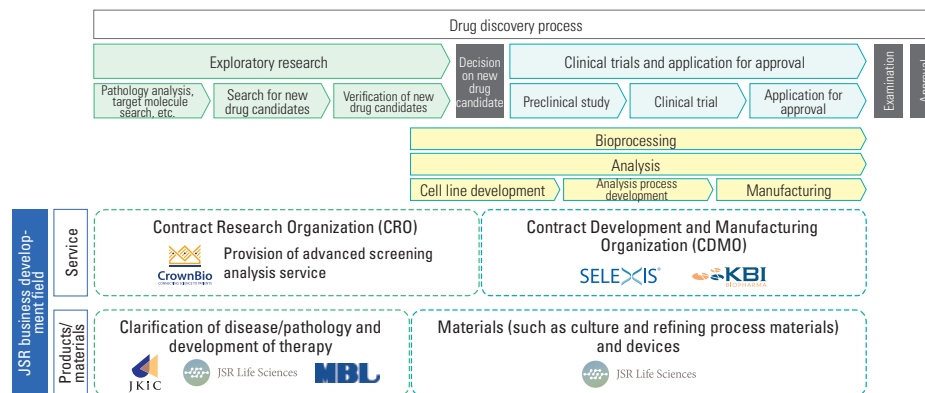 Drug discovery process
Exploratory research
Decision
on new
drug
candidate
Clinical trials and application for approval
Examination
Approval
Pathology analysis,
target molecule
search, etc.
Search for new
drug candidates
Verification of new
drug candidates
Preclinical study
Clinical trial
Application for
approval
Bioprocessing
Analysis
Cell line development
Analysis process
development
Manufacturing
JSR business develop-
ment field
Service
Contract Research Organization (CRO)
CrownBio
CONNECTING SCIENCE TO PATIENTS
Provision of advanced screening
analysis service
Contract Development and Manufacturing
Organization (CDMO)
SELEXIS
KBI
BIOPHARMA
Products/
materials
Clarification of disease/pathology and
development of therapy
JKiC
JSR Life Sciences
MBL
Materials (such as culture and refining process materials)
and devices
JSR Life Sciences